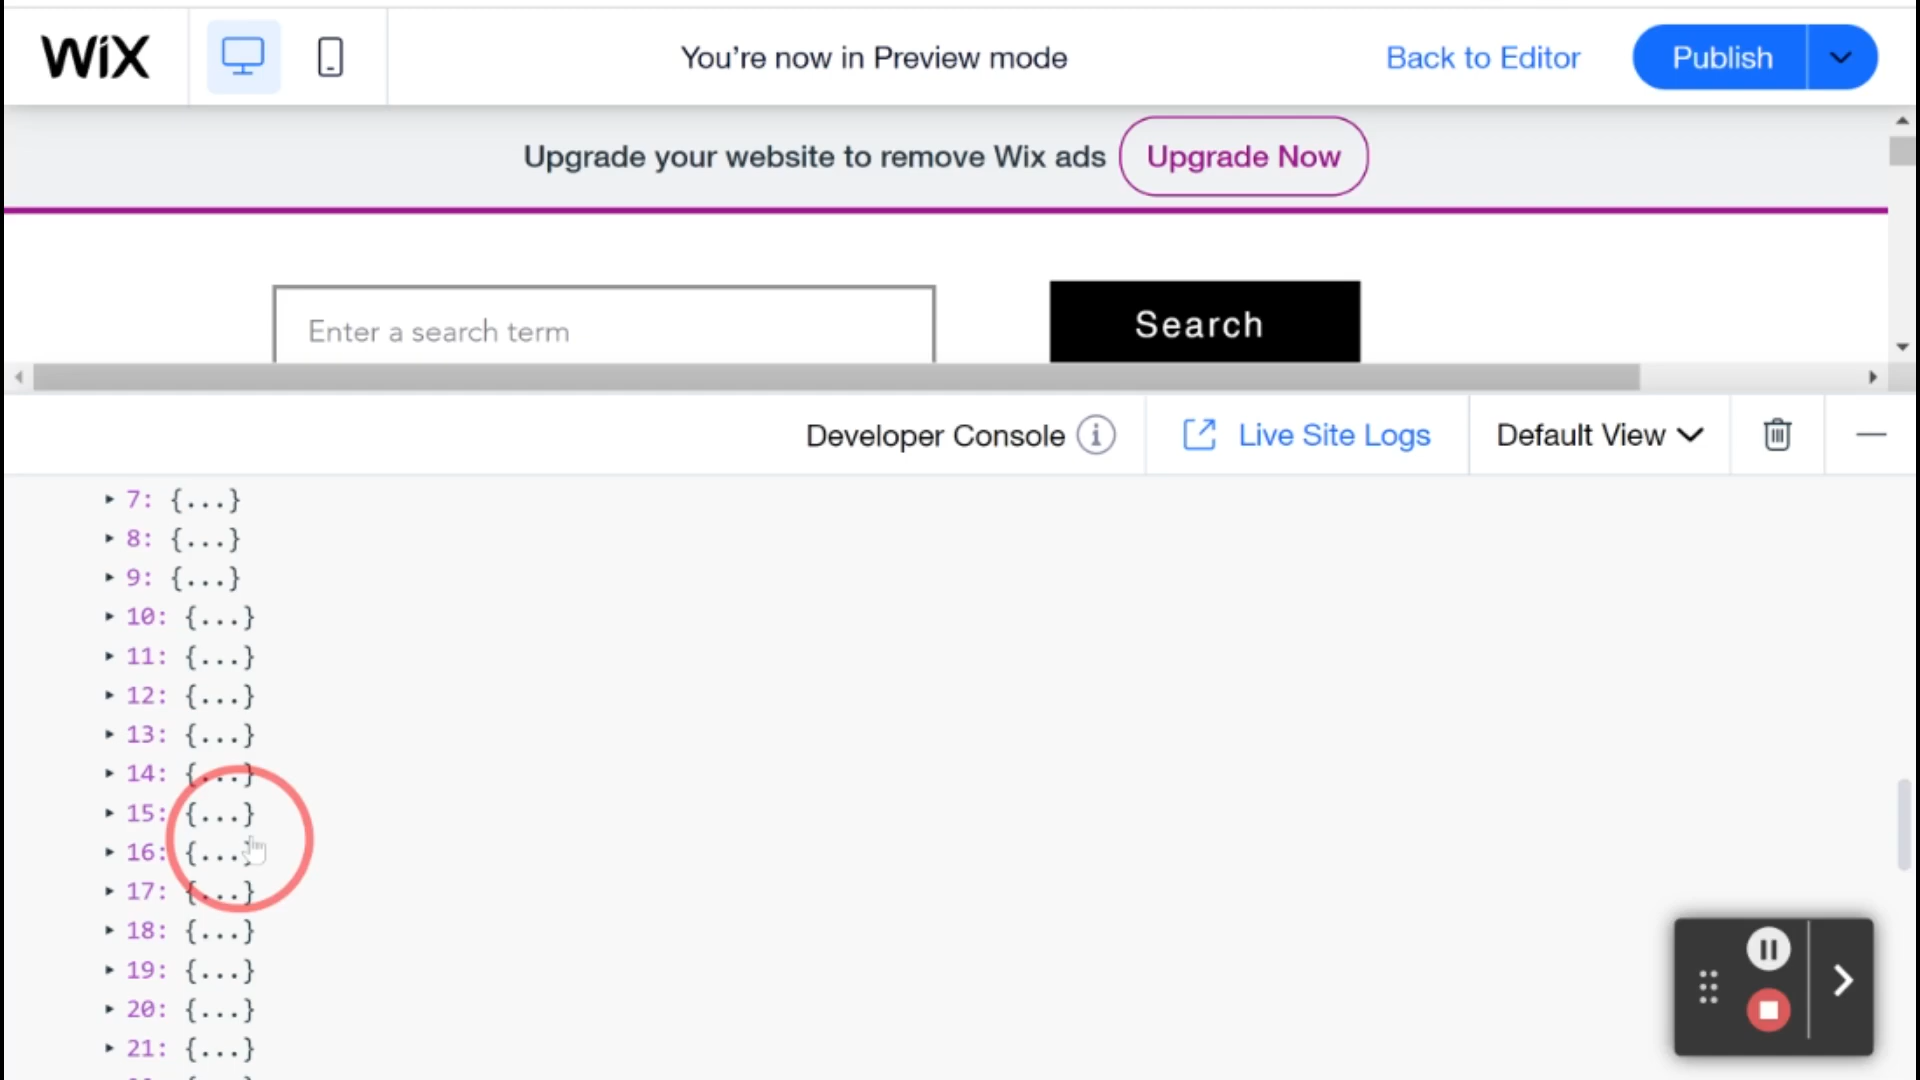 WiX
You're now in Preview mode
Back to Editor
Publish
Upgrade your website to remove Wix ads
Upgrade Now
Enter a search term
Search
Developer Console
Live Site Logs
Default View
7: {...}
8: {...}
9: {...}
10: {...}
11: {...}
12: {...}
13: {...}
14: {...}
15: {...}
16: {...}
17: {...}
18: {...}
19: {...}
20: {...}
21: {...}